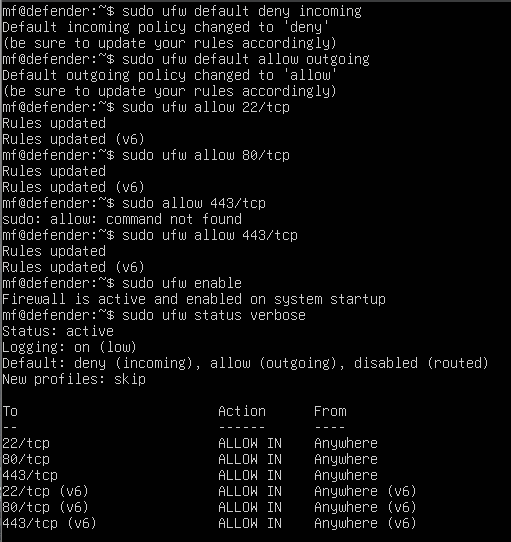 mf@defender:~$ sudo ufw default deny incoming
Default incoming policy changed to 'deny'
(be sure to update your rules accordingly)
mf@defender:~$ sudo ufw default allow outgoing
Default outgoing policy changed to 'allow'
(be sure to update your rules accordingly)
mf@defender:~$ sudo ufw allow 22/tcp
Rules updated
Rules updated (v6)
mf@defender:~$ sudo ufw allow 80/tcp
Rules updated
Rules updated (v6)
mf@defender:~$ sudo allow 443/tcp
sudo: allow: command not found
mf@defender:~$ sudo ufw allow 443/tcp
Rules updated
Rules updated (v6)
mf@defender:~$ sudo ufw enable
Firewall is active and enabled on system startup
mf@defender:~$ sudo ufw status verbose
Status: active
Logging: on (low)
Default: deny (incoming), allow (outgoing), disabled (routed)
New profiles: skip

To                         Action      From
--                         ------      ----
22/tcp                     ALLOW IN    Anywhere
80/tcp                     ALLOW IN    Anywhere
443/tcp                    ALLOW IN    Anywhere
22/tcp (v6)                ALLOW IN    Anywhere (v6)
80/tcp (v6)                ALLOW IN    Anywhere (v6)
443/tcp (v6)               ALLOW IN    Anywhere (v6)